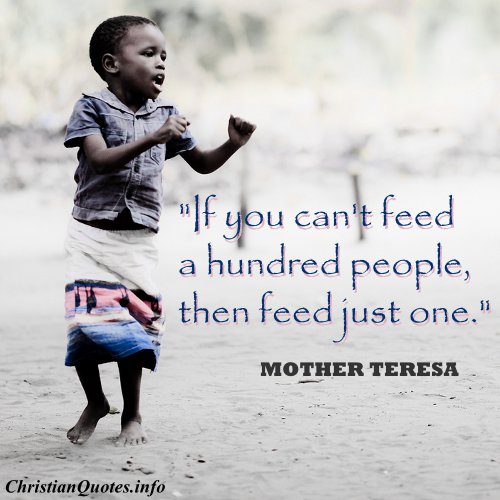 "If you can't feed
a hundred people,
then feed just one."
MOTHER TERESA
ChristianQuotes.info